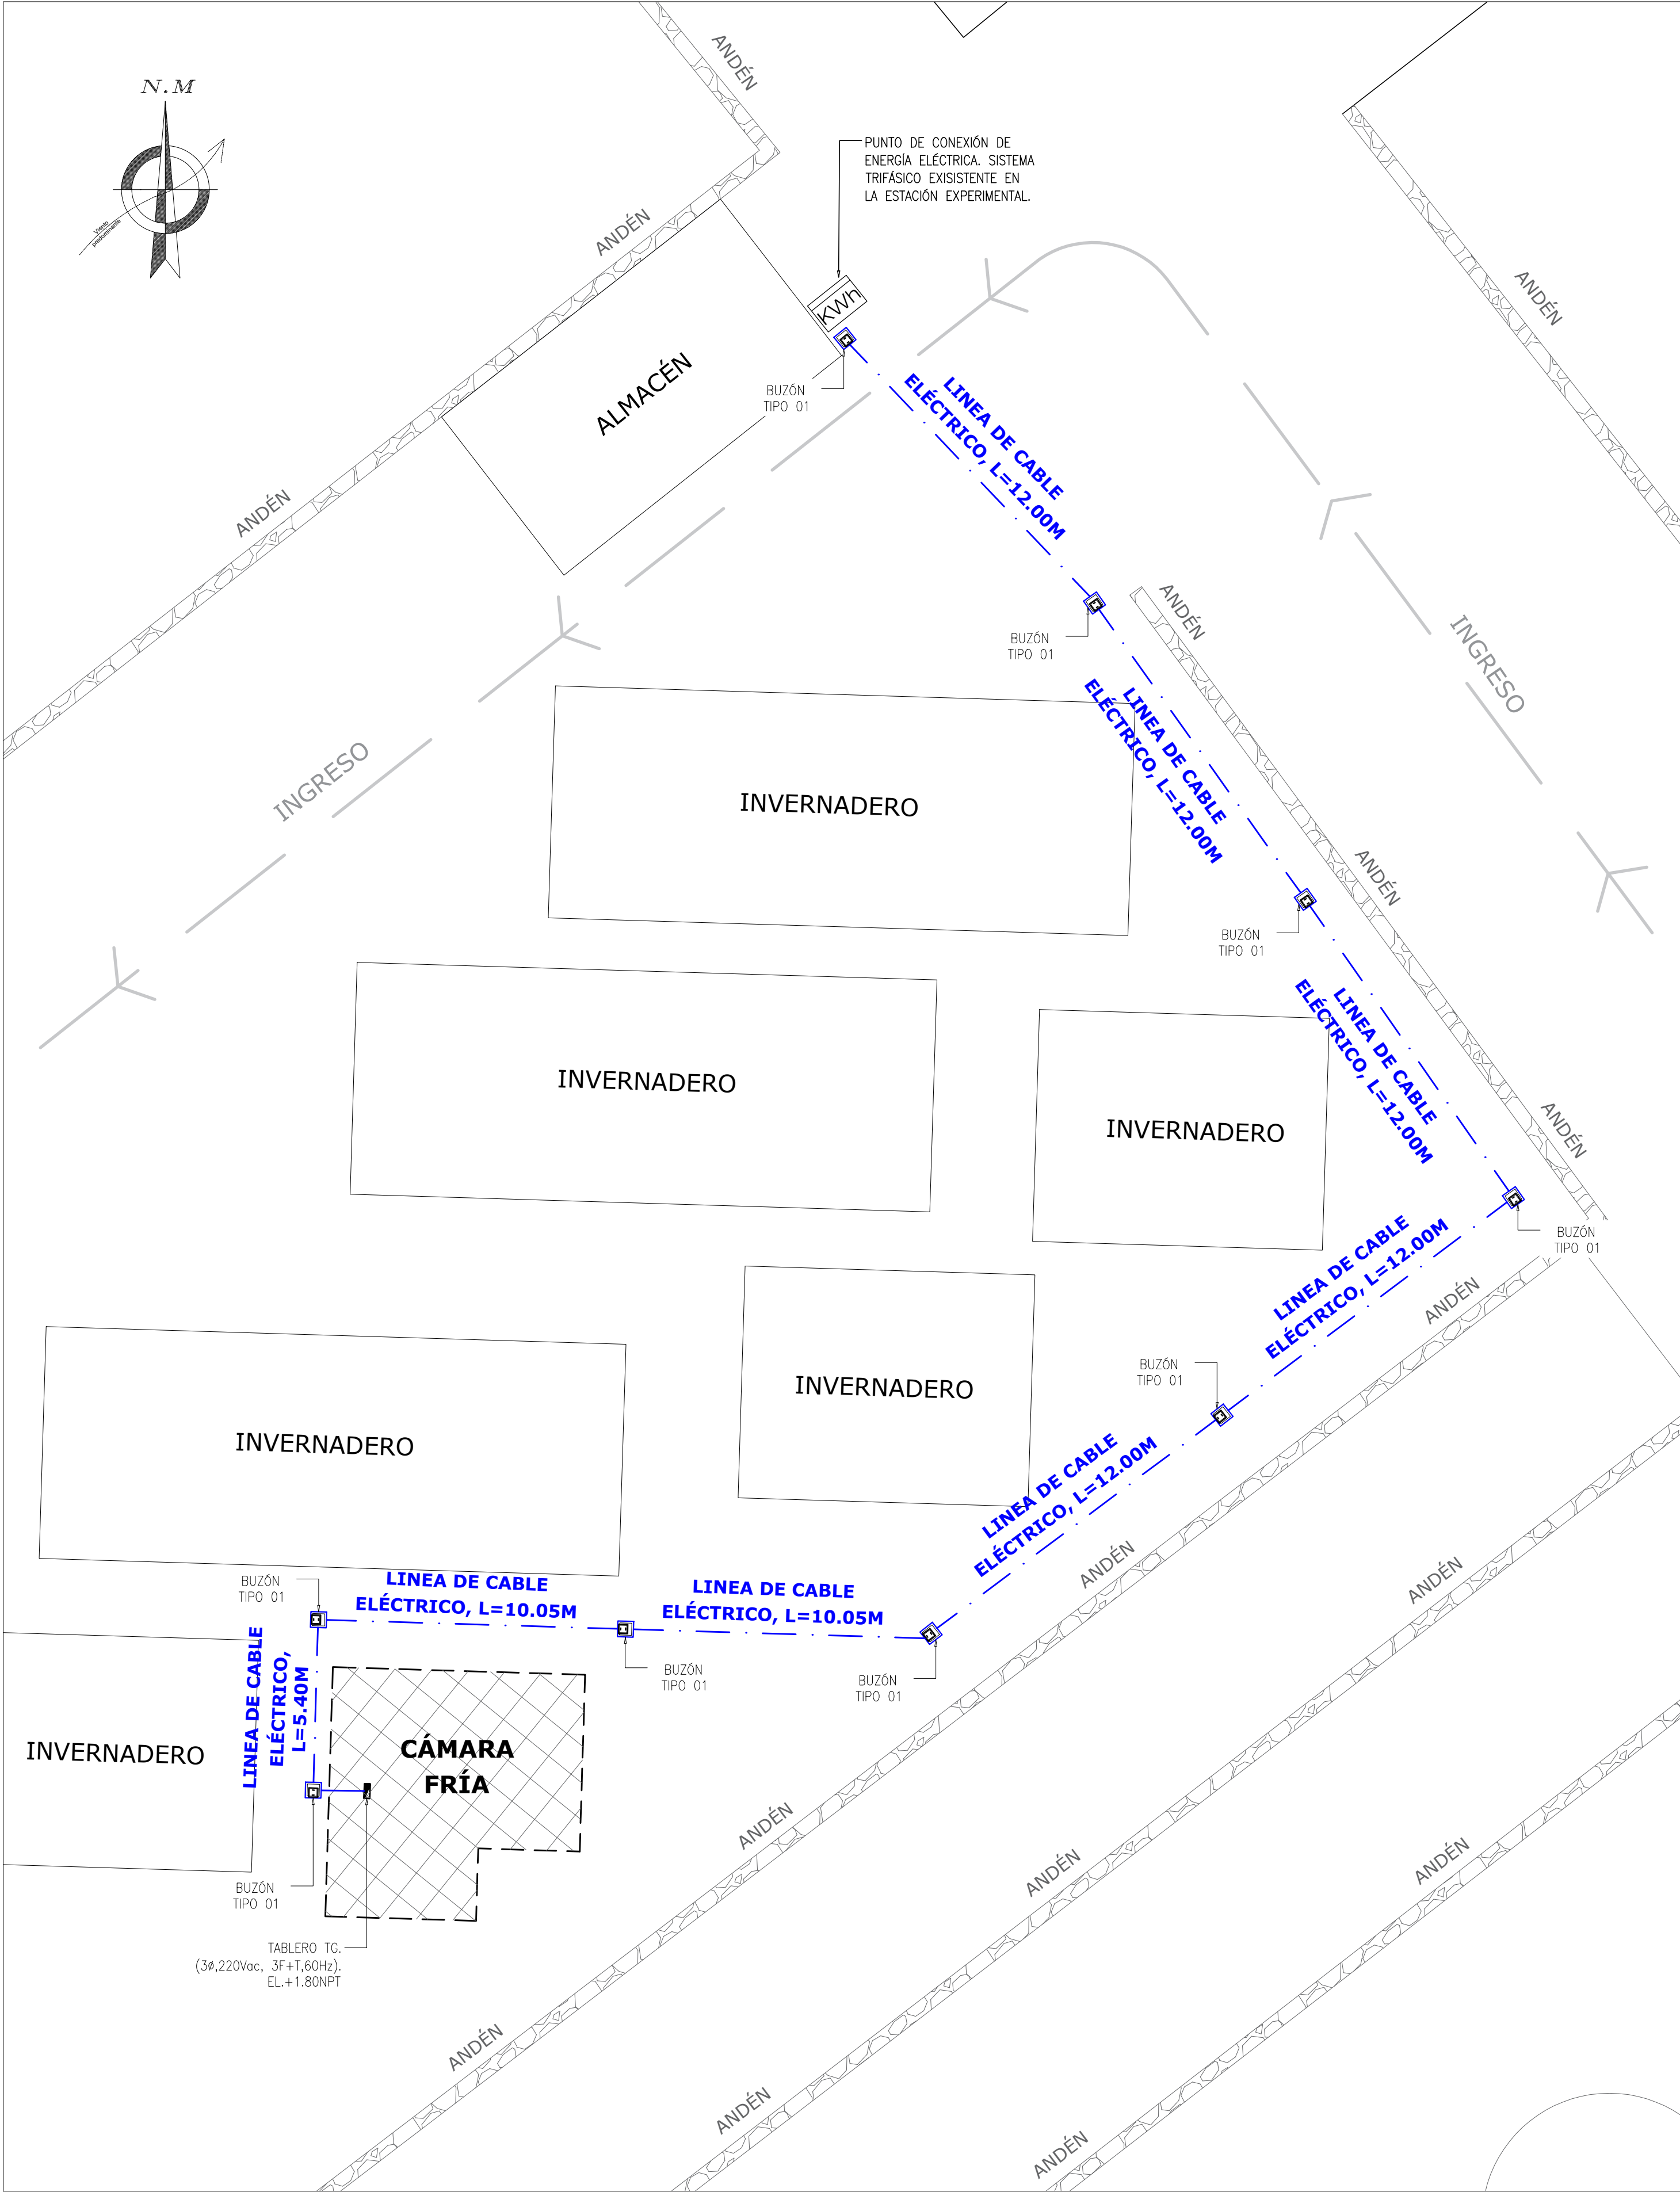 ANDÉN
N.M
PUNTO DE CONEXIÓN DE
ENERGÍA ELÉCTRICA. SISTEMA
TRIFÁSICO EXISISTENTE EN
LA ESTACIÓN EXPERIMENTAL.
Viento
predominante
ANDÉN
ANDÉN
KWh
ALMACÉN
BUZÓN
TIPO 01
LINEA DE CABLE
ELÉCTRICO, L=12.00M
ANDÉN
ANDÉN
BUZÓN
TIPO 01
INGRESO
LINEA DE CABLE
ELÉCTRICO, L=12.00M
INGRESO
INVERNADERO
ANDÉN
BUZÓN
TIPO 01
LINEA DE CABLE
ELÉCTRICO, L=12.00M
INVERNADERO
INVERNADERO
ANDÉN
BUZÓN
TIPO 01
LINEA DE CABLE
ELÉCTRICO, L=12.00M
ANDÉN
BUZÓN
TIPO 01
INVERNADERO
INVERNADERO
LINEA DE CABLE
ELÉCTRICO, L=12.00M
ANDÉN
ANDÉN
BUZÓN
TIPO 01
LINEA DE CABLE
ELÉCTRICO, L=10.05M
LINEA DE CABLE
ELÉCTRICO, L=10.05M
BUZÓN
TIPO 01
BUZÓN
TIPO 01
LINEA DE CABLE
ELÉCTRICO,
L=5.40M
INVERNADERO
CÁMARA
FRÍA
ANDÉN
ANDÉN
ANDÉN
BUZÓN
TIPO 01
TABLERO TG.
(3ø,220Vac, 3F+T,60Hz).
EL.+1.80NPT
ANDÉN
ANDÉN
ANDÉN